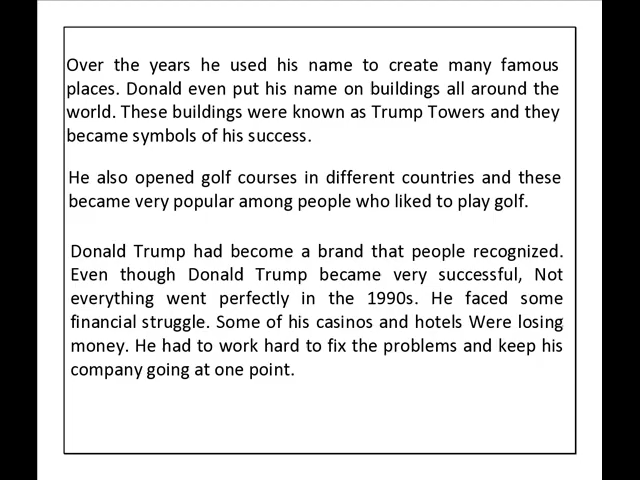 Over the years he used his name to create many famous
places. Donald even put his name on buildings all around the
world. These buildings were known as Trump Towers and they
became symbols of his success.
He also opened golf courses in different countries and these
became very popular among people who liked to play golf.
Donald Trump had become a brand that people recognized.
Even though Donald Trump became very successful, Not
everything went perfectly in the 1990s. He faced some
financial struggle. Some of his casinos and hotels Were losing
money. He had to work hard to fix the problems and keep his
company going at one point.